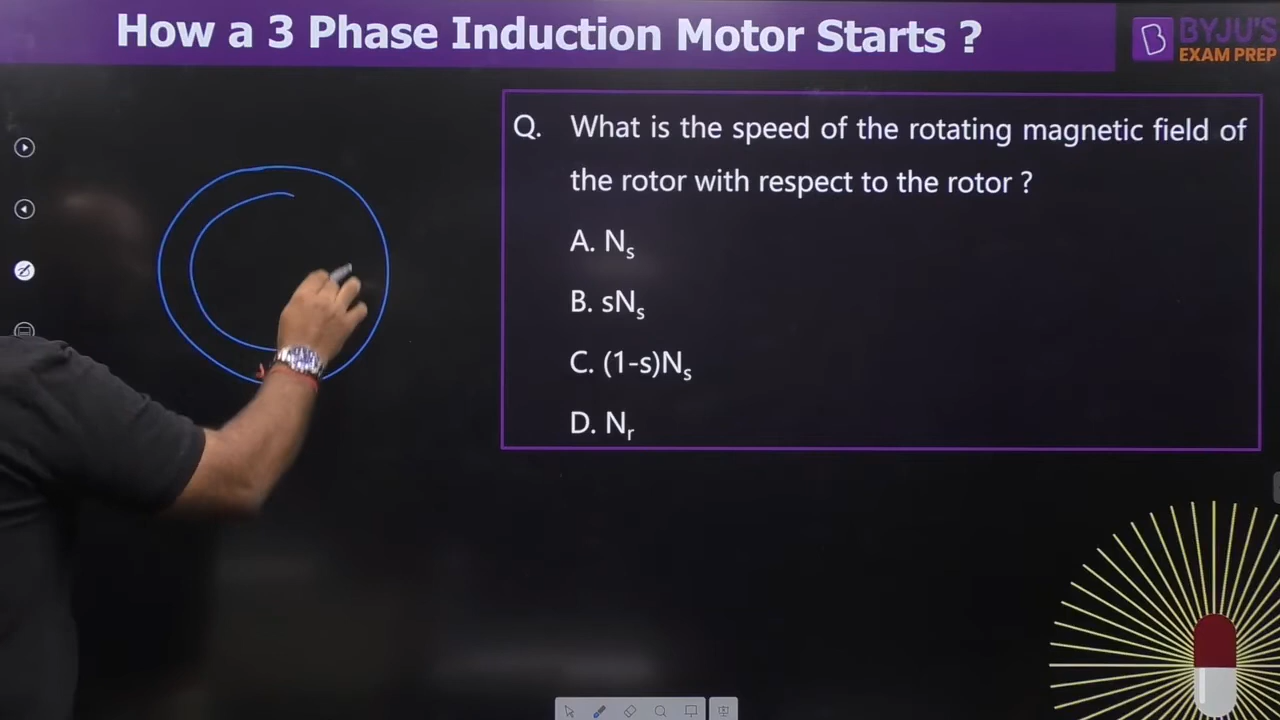 How a 3 Phase Induction Motor Starts ?
BYJU'S
EXAM PREP
Q. What is the speed of the rotating magnetic field of
the rotor with respect to the rotor ?
A. Nₛ
B. sNₛ
C. (1-s)Nₛ
D. Nᵣ